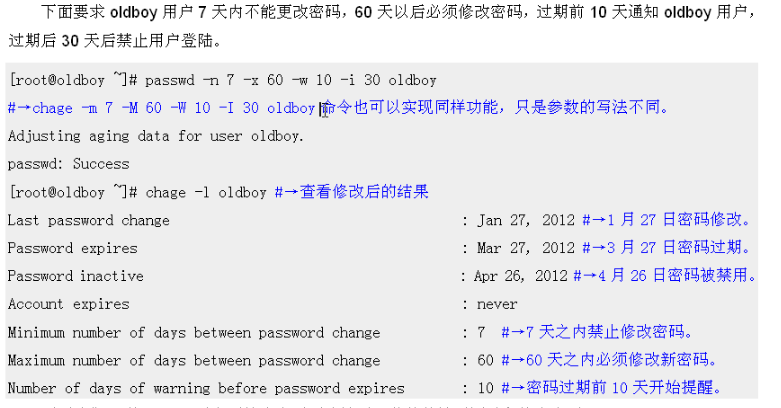 下面要求 oldboy 用户 7 天内不能更改密码，60 天以后必须修改密码，过期前 10 天通知 oldboy 用户，
过期后 30 天后禁止用户登陆。
[root@oldboy ~]# passwd -n 7 -x 60 -w 10 -i 30 oldboy
#→chage -m 7 -M 60 -W 10 -I 30 oldboy 命令也可以实现同样功能，只是参数的写法不同。
Adjusting aging data for user oldboy.
passwd: Success
[root@oldboy ~]# chage -l oldboy #→查看修改后的结果
Last password change : Jan 27, 2012 #→1 月 27 日密码修改。
Password expires : Mar 27, 2012 #→3 月 27 日密码过期。
Password inactive : Apr 26, 2012 #→4 月 26 日密码被禁用。
Account expires : never
Minimum number of days between password change : 7 #→7 天之内禁止修改密码。
Maximum number of days between password change : 60 #→60 天之内必须修改新密码。
Number of days of warning before password expires : 10 #→密码过期前 10 天开始提醒。